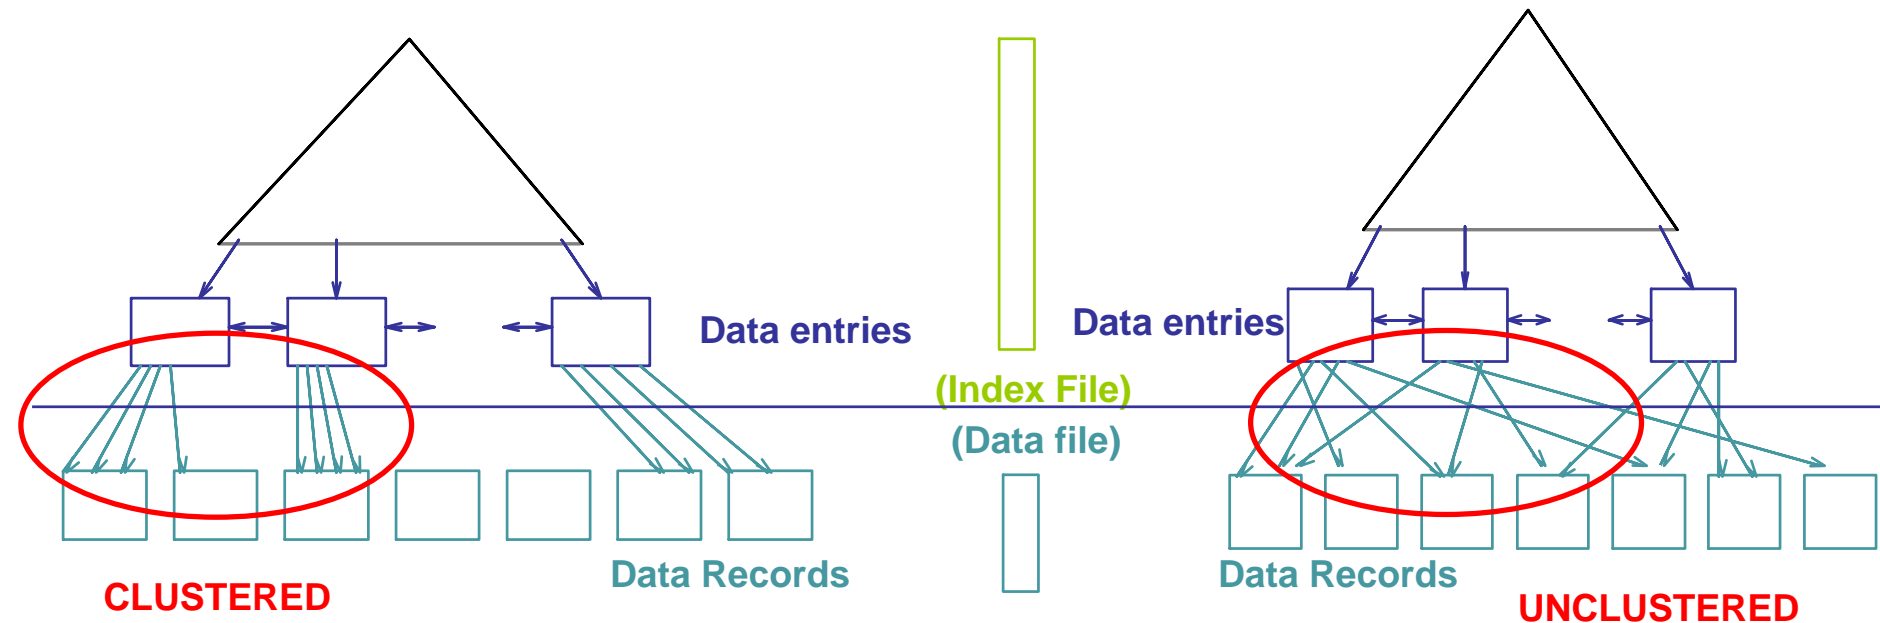 Data entries
Data entries
(Index File)
(Data file)
Data Records
Data Records
CLUSTERED
UNCLUSTERED